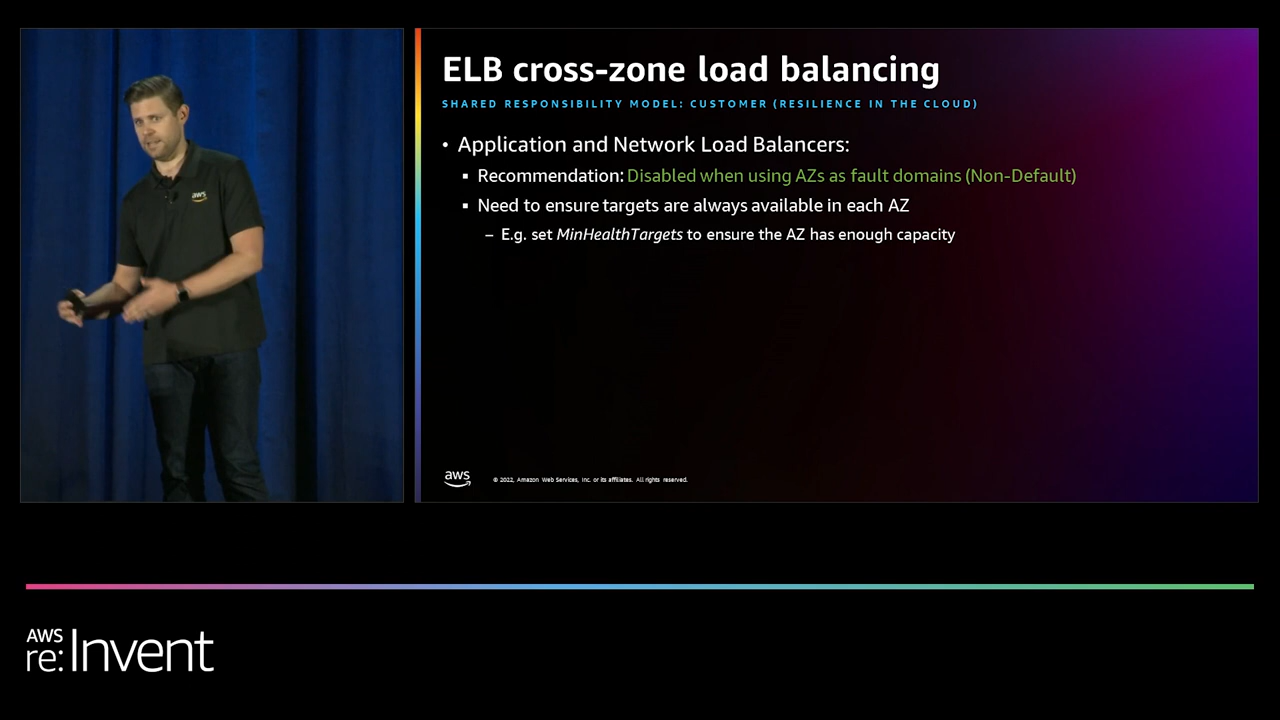 aws
ELB cross-zone load balancing
SHARED RESPONSIBILITY MODEL: CUSTOMER (RESILIENCE IN THE CLOUD)
• Application and Network Load Balancers:
▪ Recommendation: Disabled when using AZs as fault domains (Non-Default)
▪ Need to ensure targets are always available in each AZ
– E.g. set MinHealthTargets to ensure the AZ has enough capacity
aws
© 2022, Amazon Web Services, Inc. or its affiliates. All rights reserved.
AWS
re:Invent